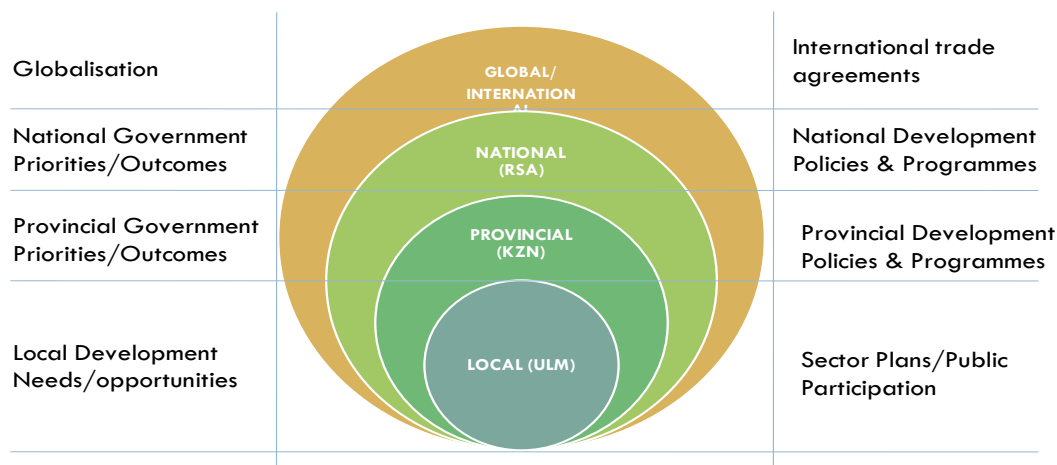 Globalisation
GLOBAL/
INTERNATION
International trade
agreements
National Government
Priorities/Outcomes
NATIONAL
(RSA)
National Development
Policies & Programmes
Provincial Government
Priorities/Outcomes
PROVINCIAL
(KZN)
Provincial Development
Policies & Programmes
Local Development
Needs/opportunities
LOCAL (ULM)
Sector Plans/Public
Participation